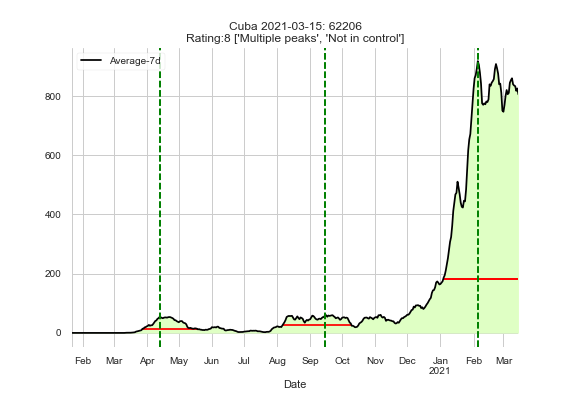 Cuba 2021-03-15: 62206
Rating:8 ['Multiple peaks', 'Not in control']
Average-7d
800
600
400
200
0
Feb Mar Apr May Jun Jul Aug Sep Oct Nov Dec Jan Feb Mar
2021
Date